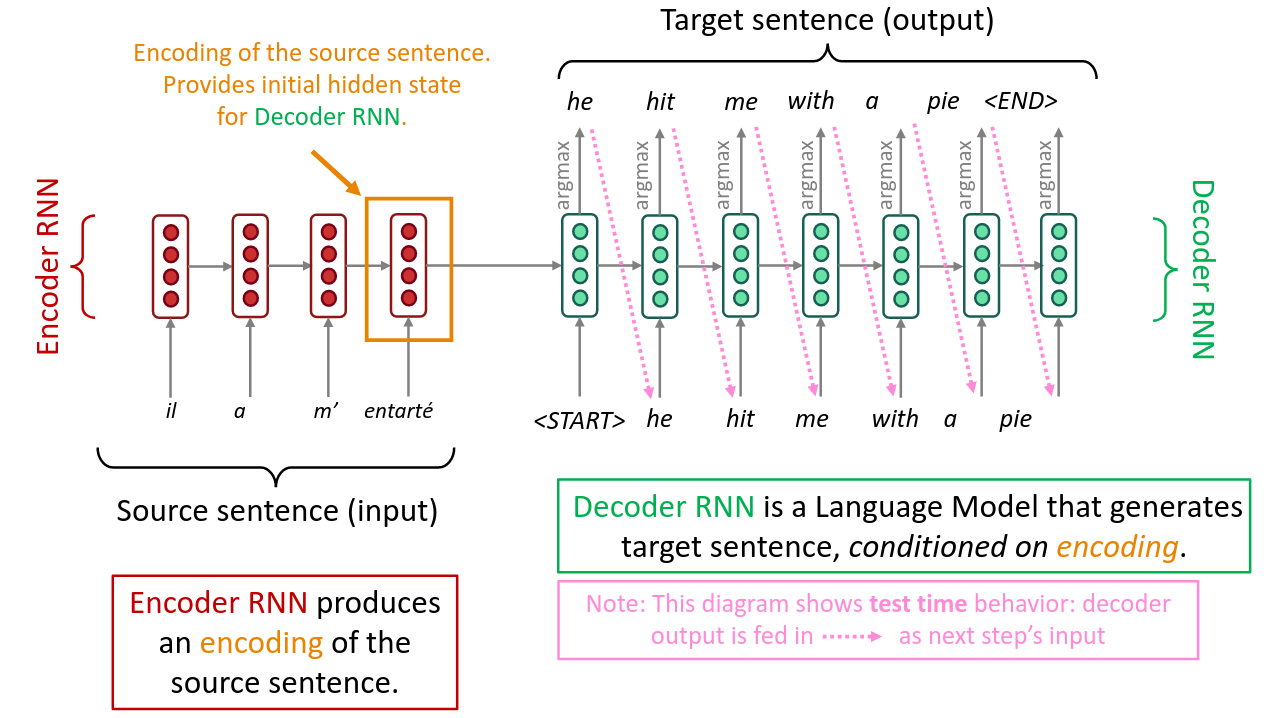 Target sentence (output)
Encoding of the source sentence.
Provides initial hidden state
for Decoder RNN.
he hit me with a pie <END>
argmax argmax argmax argmax argmax argmax argmax
Encoder RNN
Decoder RNN
il a m’ entarté
<START> he hit me with a pie
Source sentence (input)
Decoder RNN is a Language Model that generates
target sentence, conditioned on encoding.
Encoder RNN produces
an encoding of the
source sentence.
Note: This diagram shows test time behavior: decoder
output is fed in as next step’s input